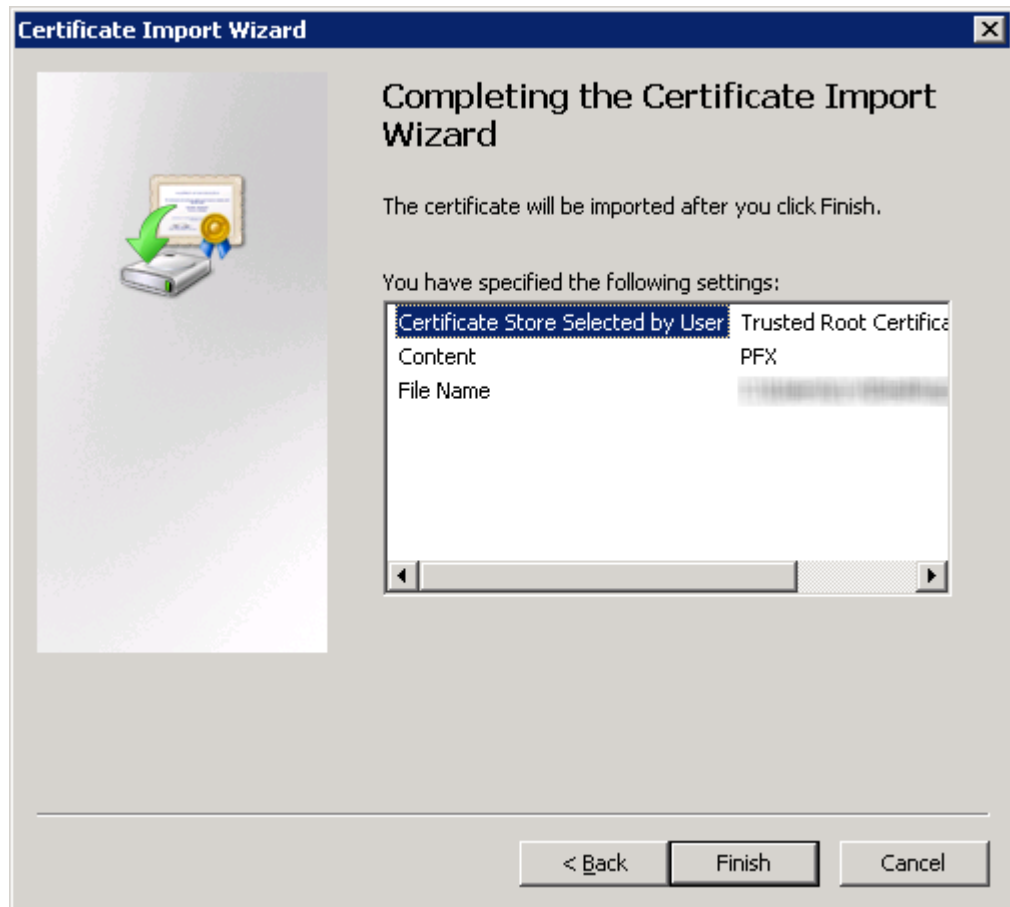 Certificate Import Wizard
Completing the Certificate Import
Wizard
The certificate will be imported after you click Finish.
You have specified the following settings:
Certificate Store Selected by User Trusted Root Certifica
Content PFX
File Name
< Back Finish Cancel